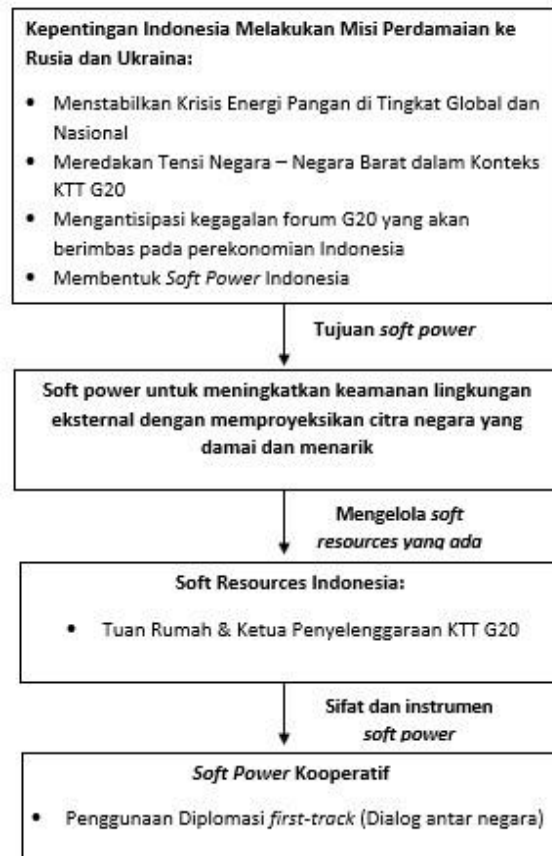 Kepentingan Indonesia Melakukan Misi Perdamaian ke
Rusia dan Ukraina:
• Menstabilkan Krisis Energi Pangan di Tingkat Global dan
Nasional
• Meredakan Tensi Negara – Negara Barat dalam Konteks
KTT G20
• Mengantisipasi kegagalan forum G20 yang akan
berimbas pada perekonomian Indonesia
• Membentuk Soft Power Indonesia
Tujuan soft power
Soft power untuk meningkatkan keamanan lingkungan
eksternal dengan memproyeksikan citra negara yang
damai dan menarik
Mengelola soft
resources yang ada
Soft Resources Indonesia:
• Tuan Rumah & Ketua Penyelenggaraan KTT G20
Sifat dan instrumen
soft power
Soft Power Kooperatif
• Penggunaan Diplomasi first-track (Dialog antar negara)